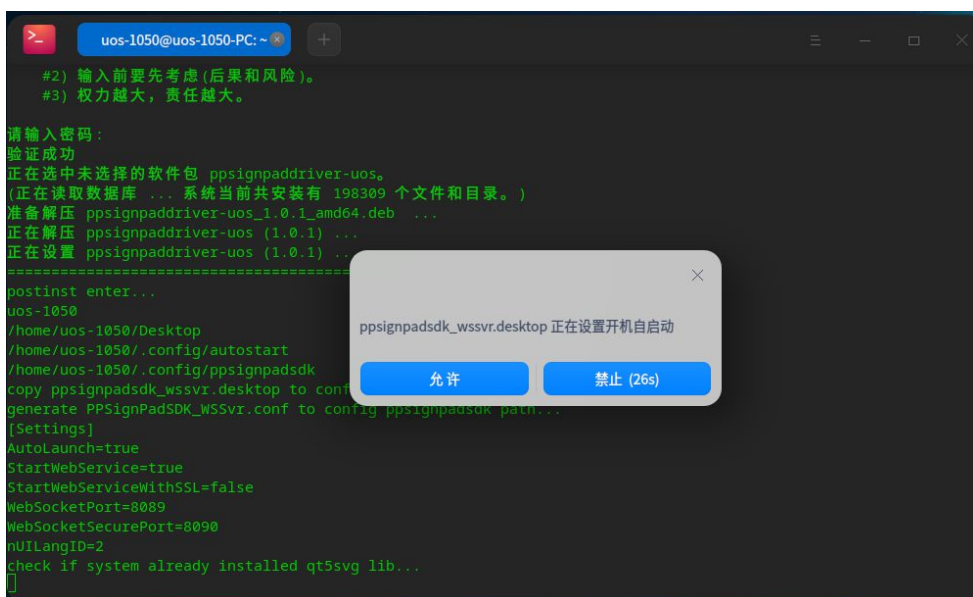 >_
uos-1050@uos-1050-PC: ~
#2) 输入前要先考虑(后果和风险)。
#3) 权力越大，责任越大。
请输入密码:
验证成功
正在选中未选择的软件包 ppsignpaddriver-uos。
(正在读取数据库 ... 系统当前共安装有 198309 个文件和目录。)
准备解压 ppsignpaddriver-uos_1.0.1_amd64.deb ...
正在解压 ppsignpaddriver-uos (1.0.1) ...
正在设置 ppsignpaddriver-uos (1.0.1) ..
=======================================
postinst enter...
uos-1050
/home/uos-1050/Desktop
/home/uos-1050/.config/autostart
/home/uos-1050/.config/ppsignpadsdk
copy ppsignpadsdk_wssvr.desktop to conf
generate PPSignPadSDK_WSSvr.conf to config ppsignpadsdk path...
[Settings]
AutoLaunch=true
StartWebService=true
StartWebServiceWithSSL=false
WebSocketPort=8089
WebSocketSecurePort=8090
nUILangID=2
check if system already installed qt5svg lib...
ppsignpadsdk_wssvr.desktop 正在设置开机自启动
允许
禁止 (26s)